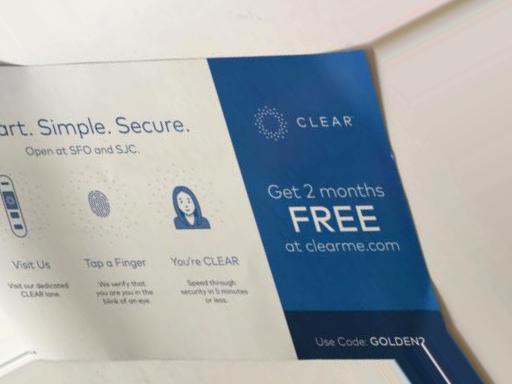 art. Simple. Secure.
Open at SFO and SJC.
Visit Us
Visit our dedicated
CLEAR lane.
Tap a Finger
We verify that
you are you in the
blink of an eye.
You're CLEAR
Speed through
security in 5 minutes
or less.
CLEAR
Get 2 months
FREE
at clearme.com
Use Code: GOLDEN2